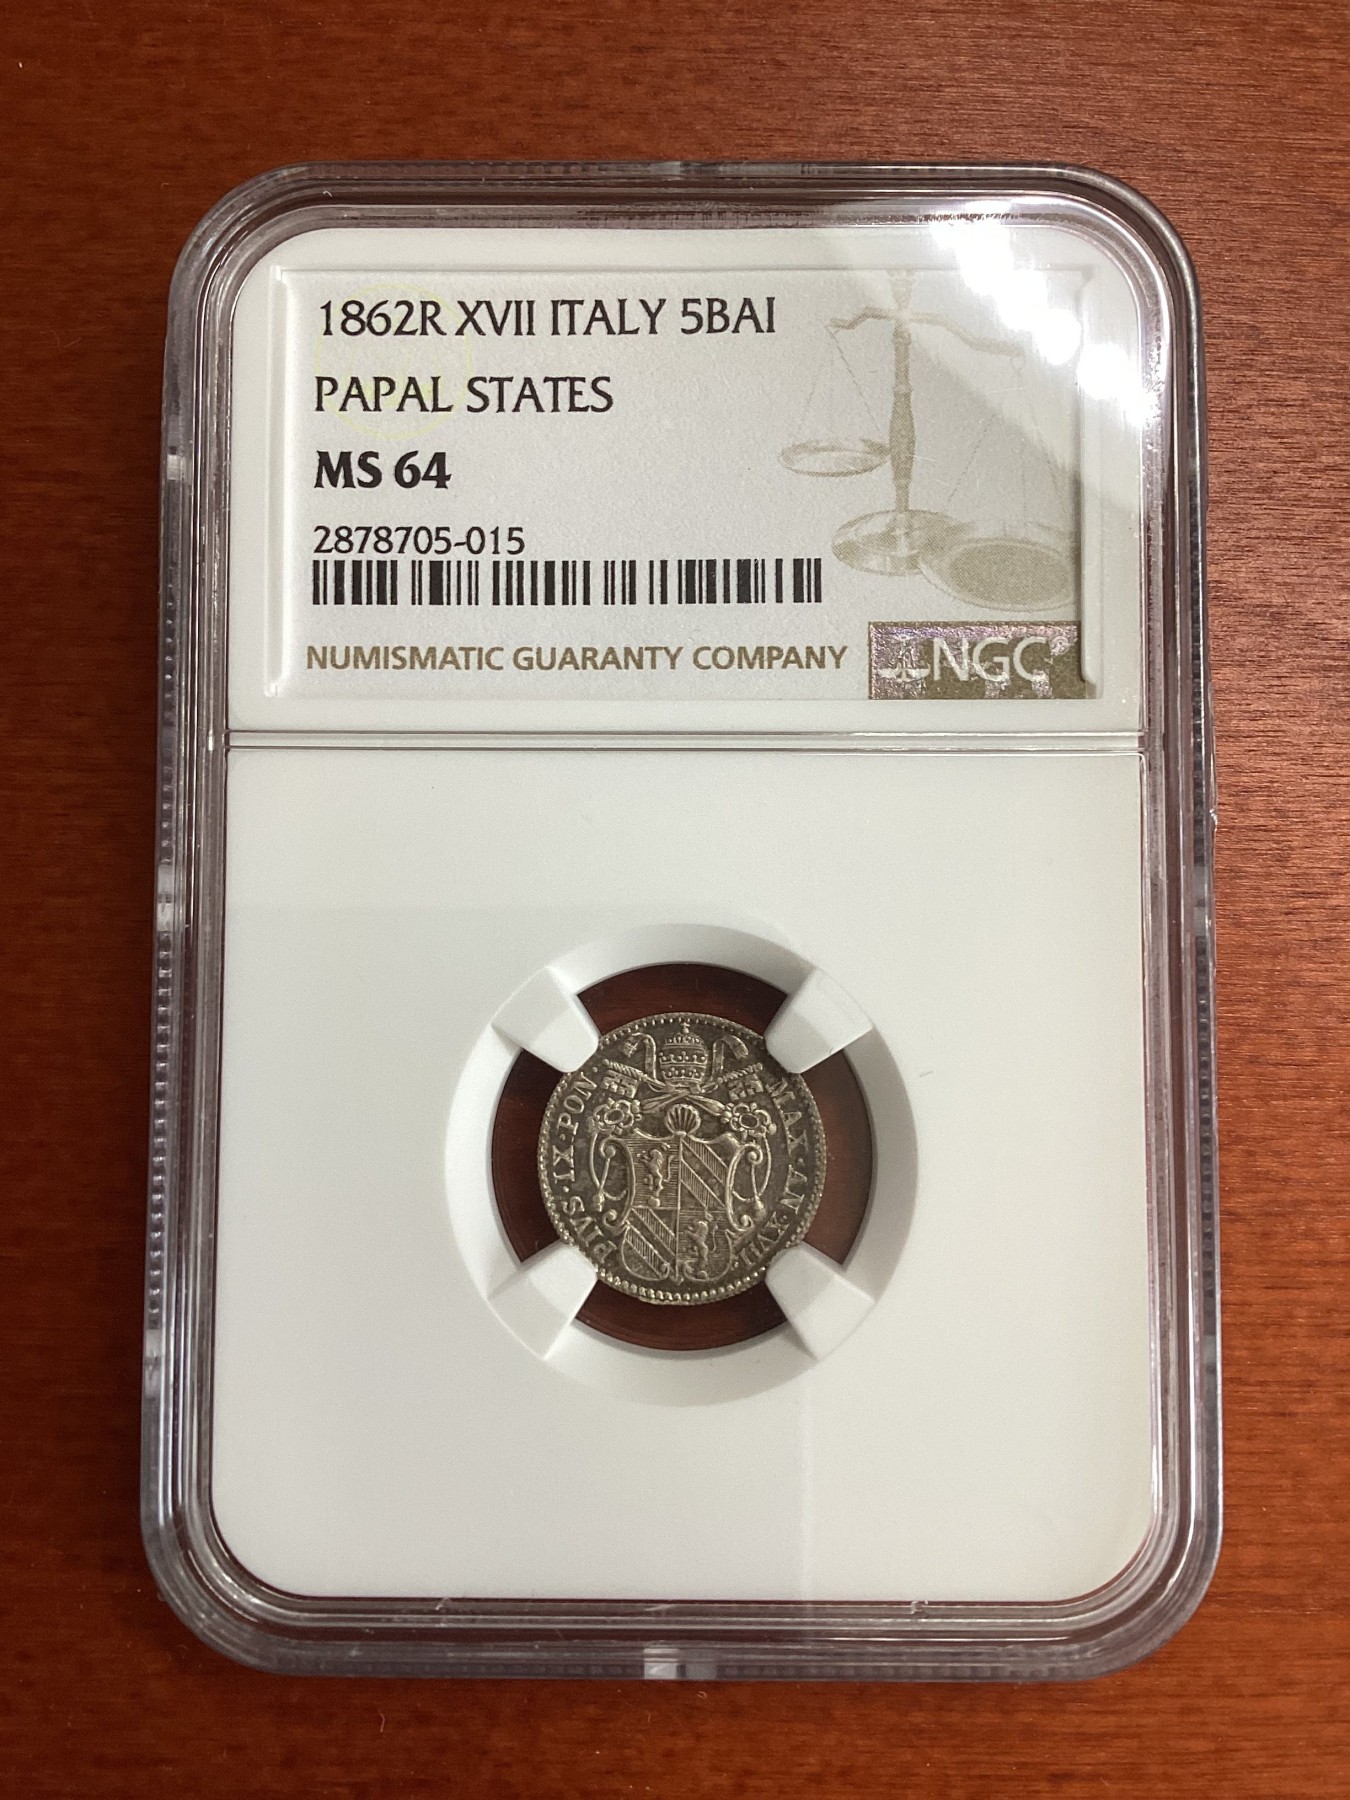 1862R XVII ITALY 5BAI
PAPAL STATES
MS 64
2878705-015
NUMISMATIC GUARANTY COMPANY
NGC
PIVS·IX·PON· MAX·AN·XVII·